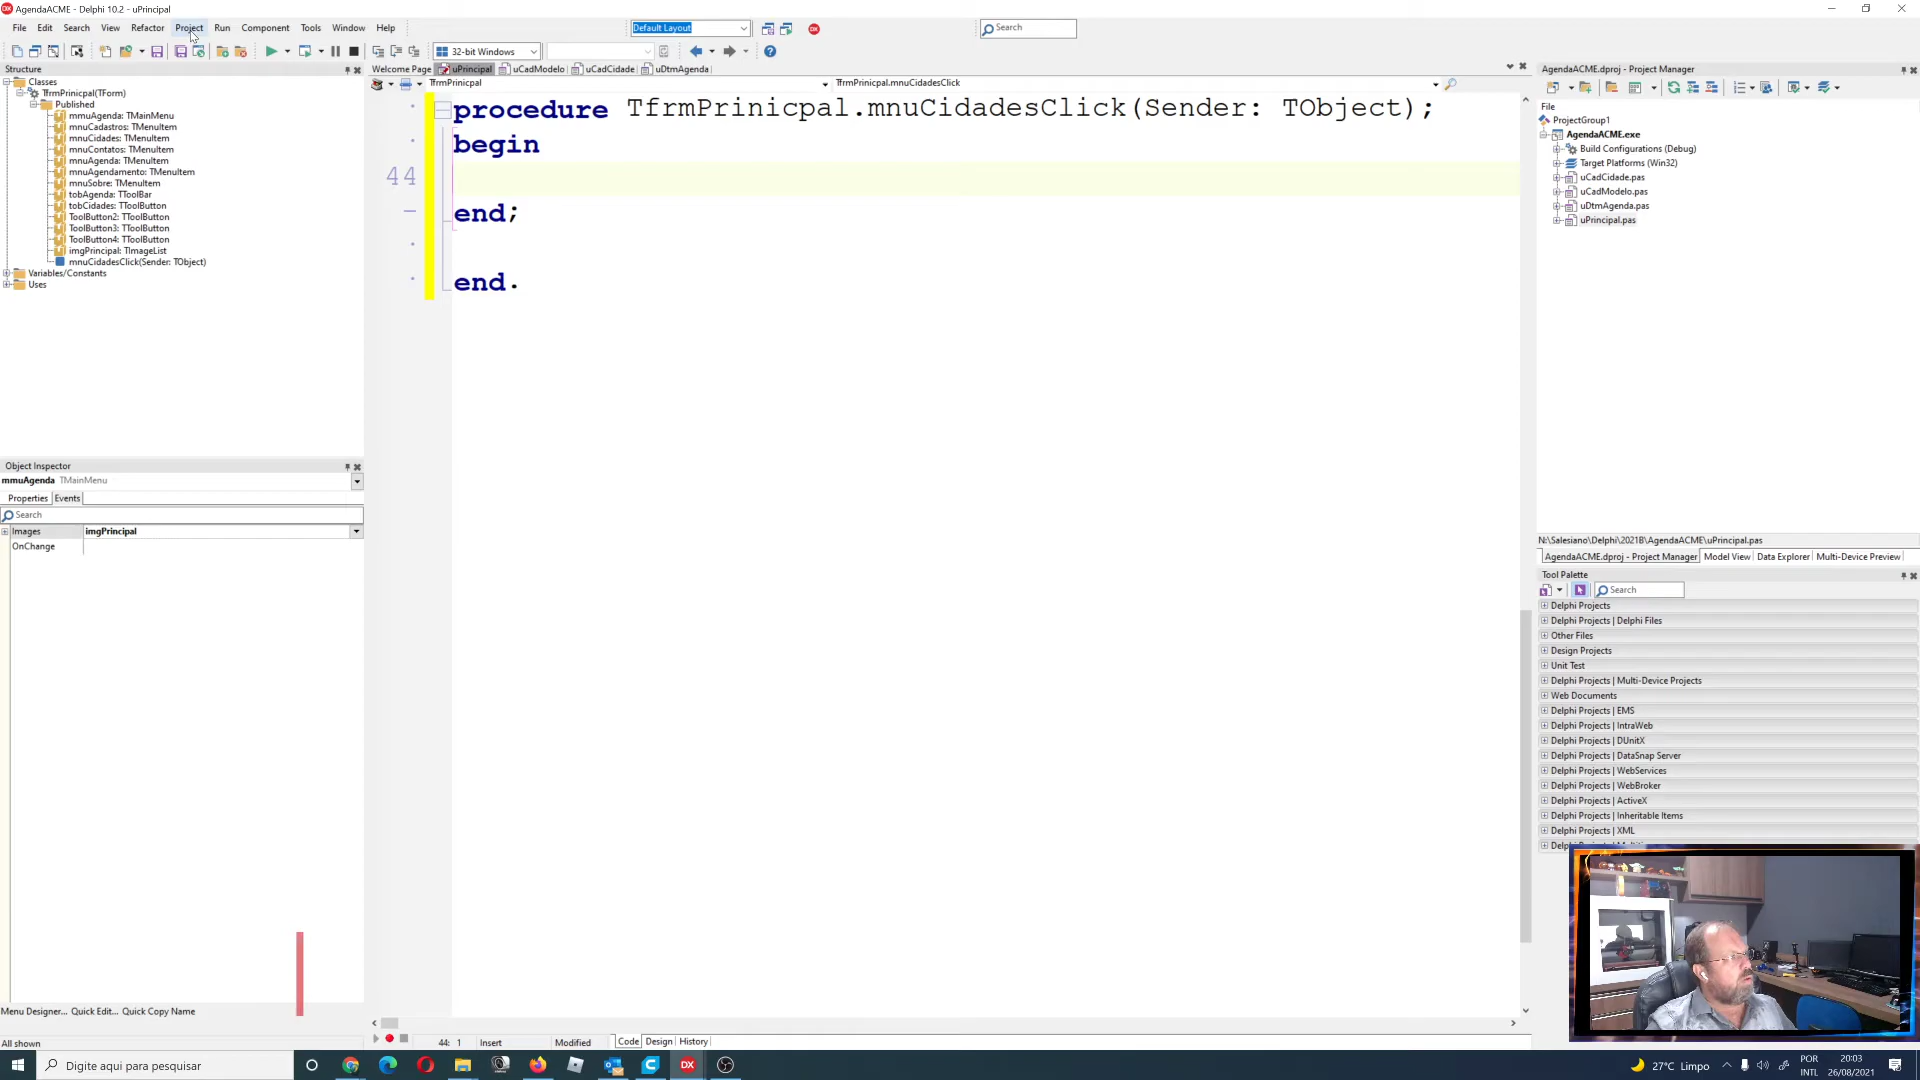 AgendaACME - Delphi 10.2 - uPrincipal
File Edit Search View Refactor Project Run Component Tools Window Help
Default Layout
Search
32-bit Windows
Structure
Classes
TfrmPrinicpal(TForm)
Published
mmuAgenda: TMainMenu
mnuCadastros: TMenuItem
mnuCidades: TMenuItem
mnuContatos: TMenuItem
mnuAgenda: TMenuItem
mnuAgendamento: TMenuItem
mnuSobre: TMenuItem
tobAgenda: TToolBar
tobCidades: TToolButton
ToolButton2: TToolButton
ToolButton3: TToolButton
ToolButton4: TToolButton
imgPrincipal: TImageList
mnuCidadesClick(Sender: TObject)
Variables/Constants
Uses
Object Inspector
mmuAgenda TMainMenu
Properties Events
Search
Images imgPrincipal
OnChange
Menu Designer... Quick Edit... Quick Copy Name
All shown
Welcome Page uPrincipal uCadModelo uCadCidade uDtmAgenda
TfrmPrinicpal TfrmPrinicpal.mnuCidadesClick
procedure TfrmPrinicpal.mnuCidadesClick(Sender: TObject);
begin
44
end;
end.
44: 1 Insert Modified Code Design History
AgendaACME.dproj - Project Manager
File
ProjectGroup1
AgendaACME.exe
Build Configurations (Debug)
Target Platforms (Win32)
uCadCidade.pas
uCadModelo.pas
uDtmAgenda.pas
uPrincipal.pas
N:\Salesiano\Delphi\2021B\AgendaACME\uPrincipal.pas
AgendaACME.dproj - Project Manager Model View Data Explorer Multi-Device Preview
Tool Palette
Search
Delphi Projects
Delphi Projects | Delphi Files
Other Files
Design Projects
Unit Test
Delphi Projects | Multi-Device Projects
Web Documents
Delphi Projects | EMS
Delphi Projects | IntraWeb
Delphi Projects | DUnitX
Delphi Projects | DataSnap Server
Delphi Projects | WebServices
Delphi Projects | WebBroker
Delphi Projects | ActiveX
Delphi Projects | Inheritable Items
Delphi Projects | XML
Digite aqui para pesquisar
27°C Limpo
POR
INTL
20:03
26/08/2021